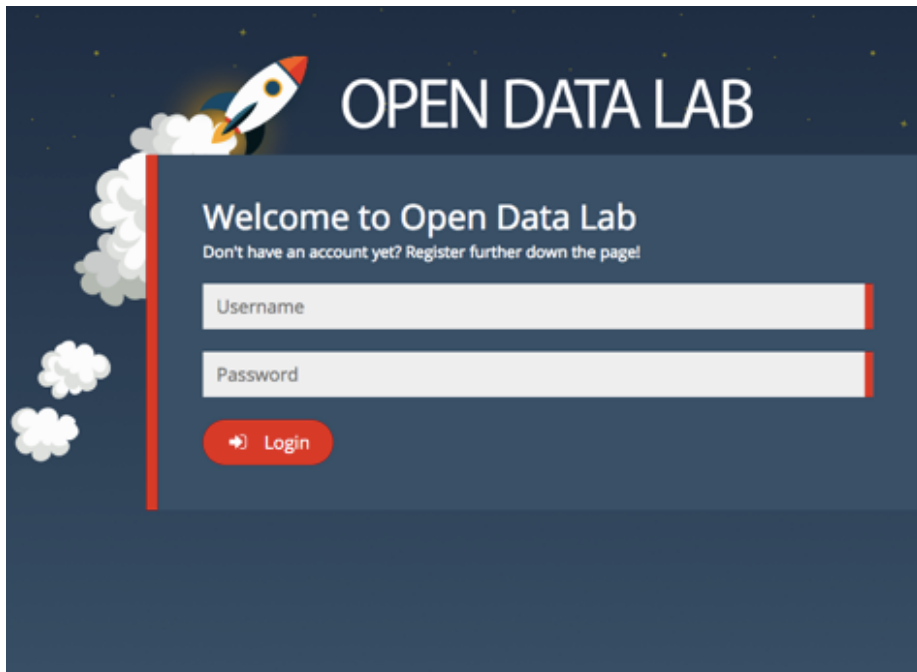 OPEN DATA LAB
Welcome to Open Data Lab
Don't have an account yet? Register further down the page!
Username
Password
Login